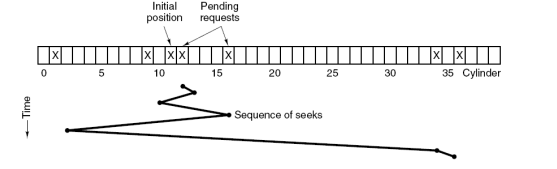 Initial position
Pending requests
X X X X X X X
0 5 10 15 20 25 30 35 Cylinder
Time
Sequence of seeks